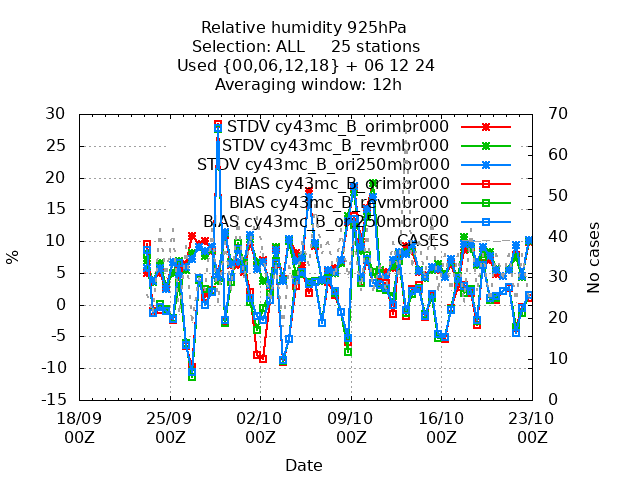 Relative humidity 925hPa
Selection: ALL 25 stations
Used {00,06,12,18} + 06 12 24
Averaging window: 12h
30 70
STDV cy43mc_B_orimbr000
25 STDV cy43mc_B_revmbr000 60
STDV cy43mc_B_ori250mbr000
20 BIAS cy43mc_B_orimbr000 50
15 BIAS cy43mc_B_revmbr000
BIAS cy43mc_B_ori250mbr000 40
10 CASES
% 5 30 No cases
0 20
-5
-10 10
-15 0
18/09 25/09 02/10 09/10 16/10 23/10
00Z 00Z 00Z 00Z 00Z 00Z
Date